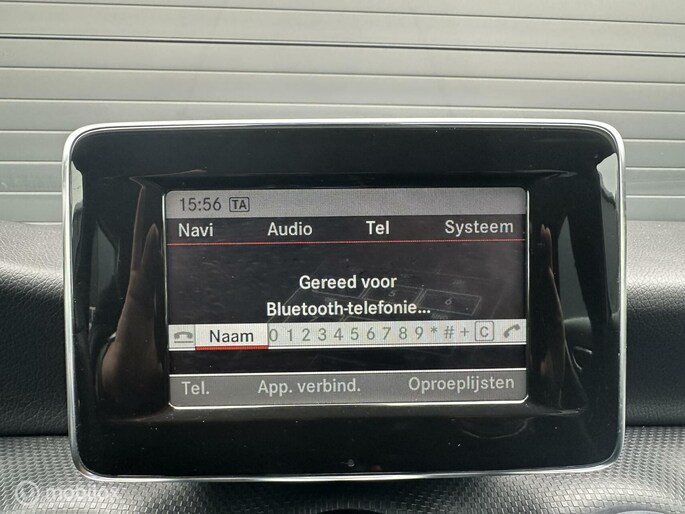 15:56 TA
Navi Audio Tel Systeem
Gereed voor
Bluetooth-telefonie...
Naam 0 1 2 3 4 5 6 7 8 9 * # + C
Tel. App. verbind. Oproeplijsten
mobilox